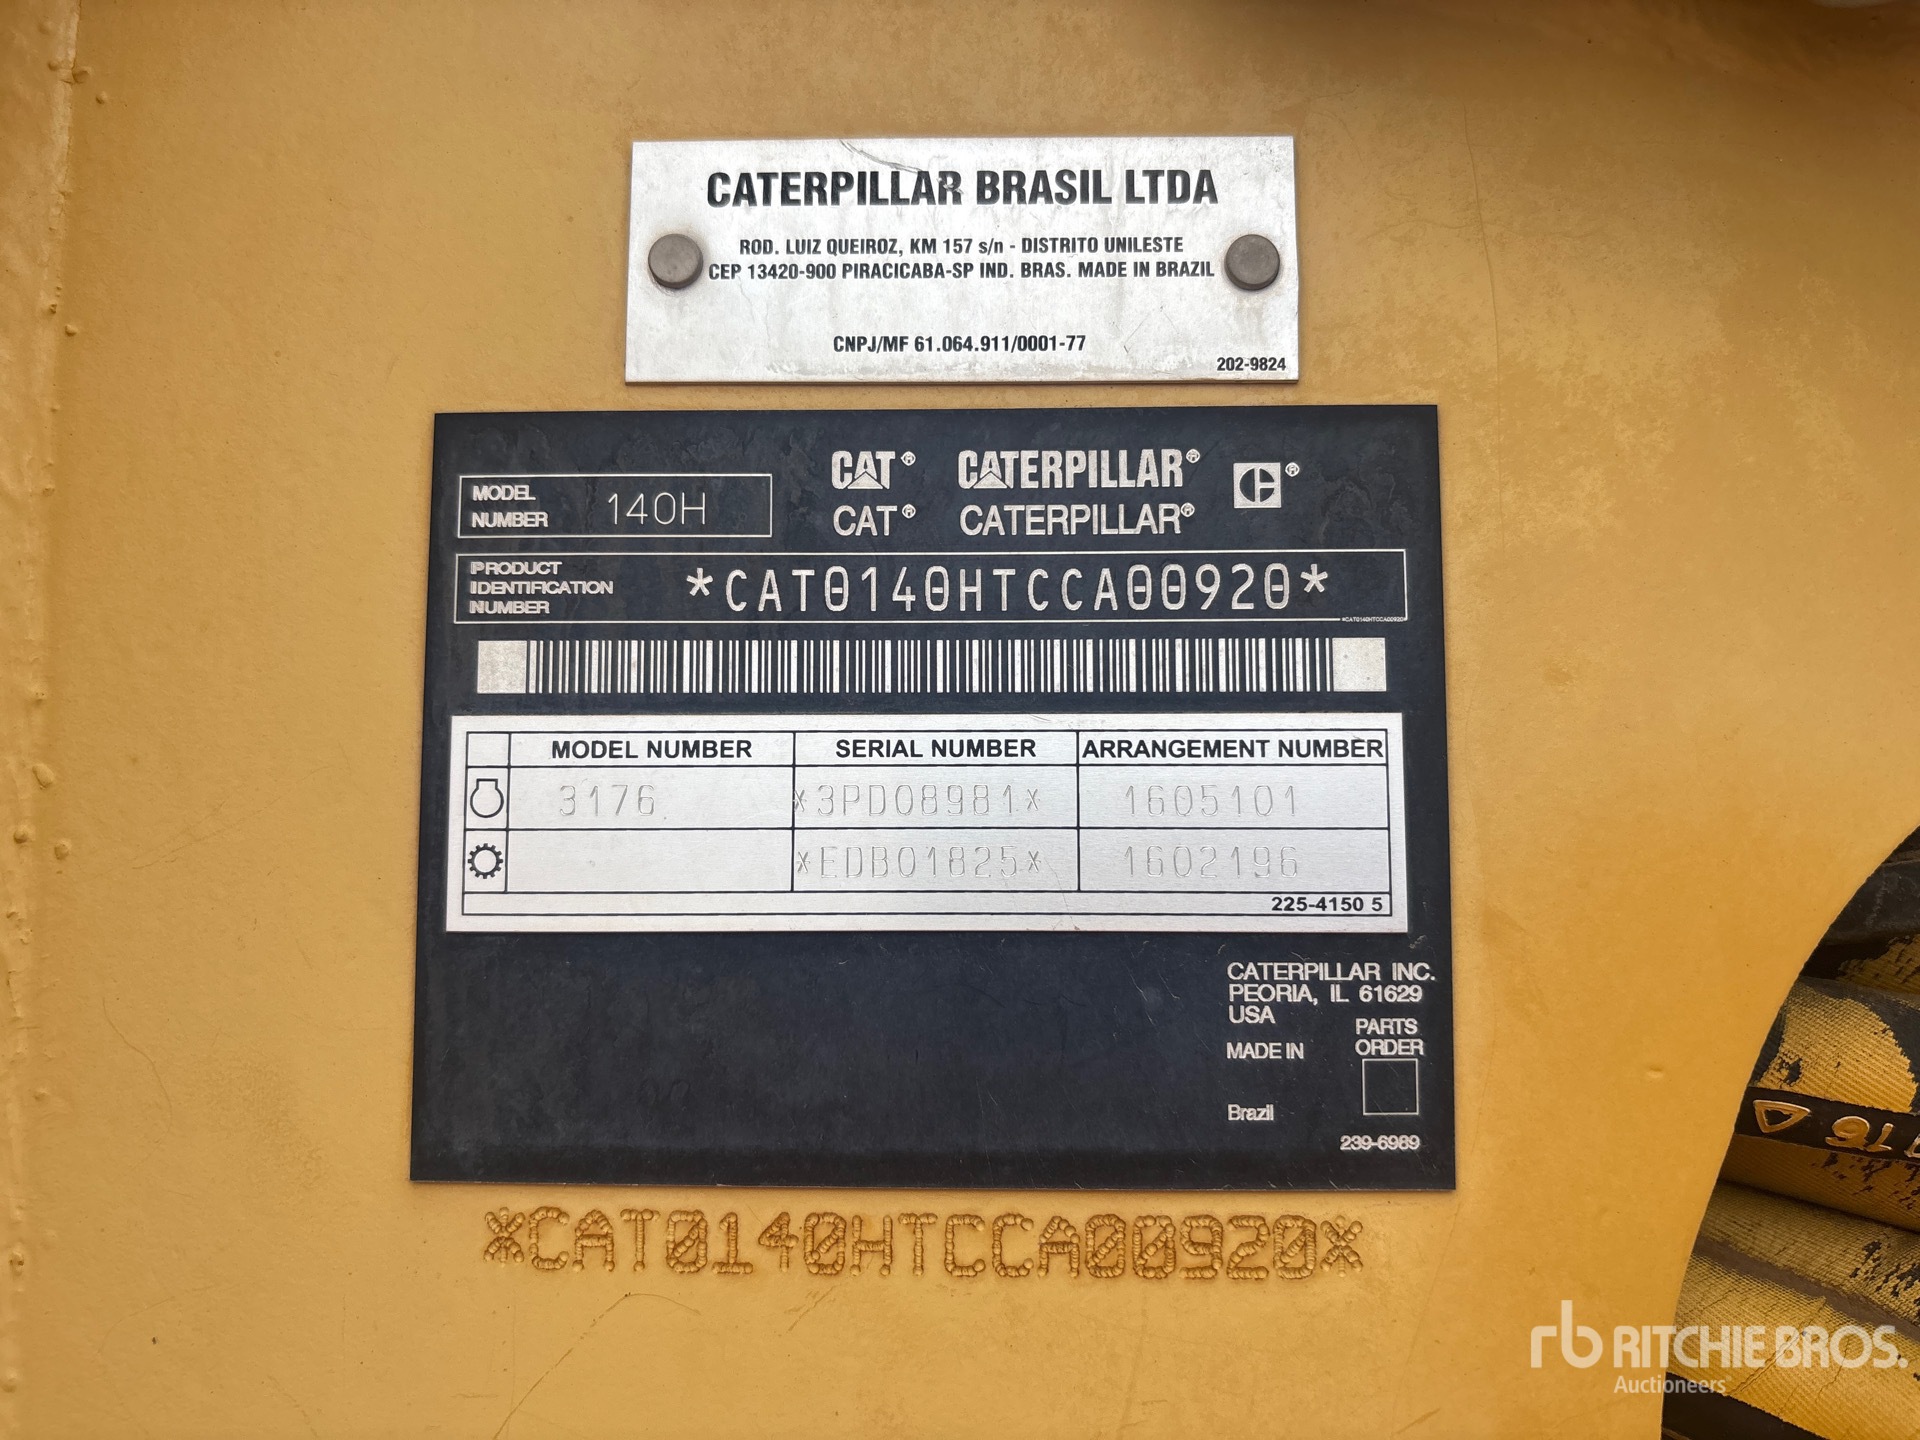 CATERPILLAR BRASIL LTDA
ROD. LUIZ QUEIROZ, KM 157 s/n - DISTRITO UNILESTE
CEP 13420-900 PIRACICABA-SP IND. BRAS. MADE IN BRAZIL
CNPJ/MF 61.064.911/0001-77
202-9824
MODEL NUMBER 140H
CAT® CATERPILLAR® ®
CAT® CATERPILLAR®
PRODUCT IDENTIFICATION NUMBER *CAT0140HTCCA00920*
*CAT0140HTCCA00920*
MODEL NUMBER SERIAL NUMBER ARRANGEMENT NUMBER
3176 *3PD08981* 1605101
*EDB01825* 1602196
225-4150 5
CATERPILLAR INC.
PEORIA, IL 61629
USA
MADE IN
Brazil
PARTS
ORDER
239-6989
*CAT0140HTCCA00920*
rb RITCHIE BROS.
Auctioneers